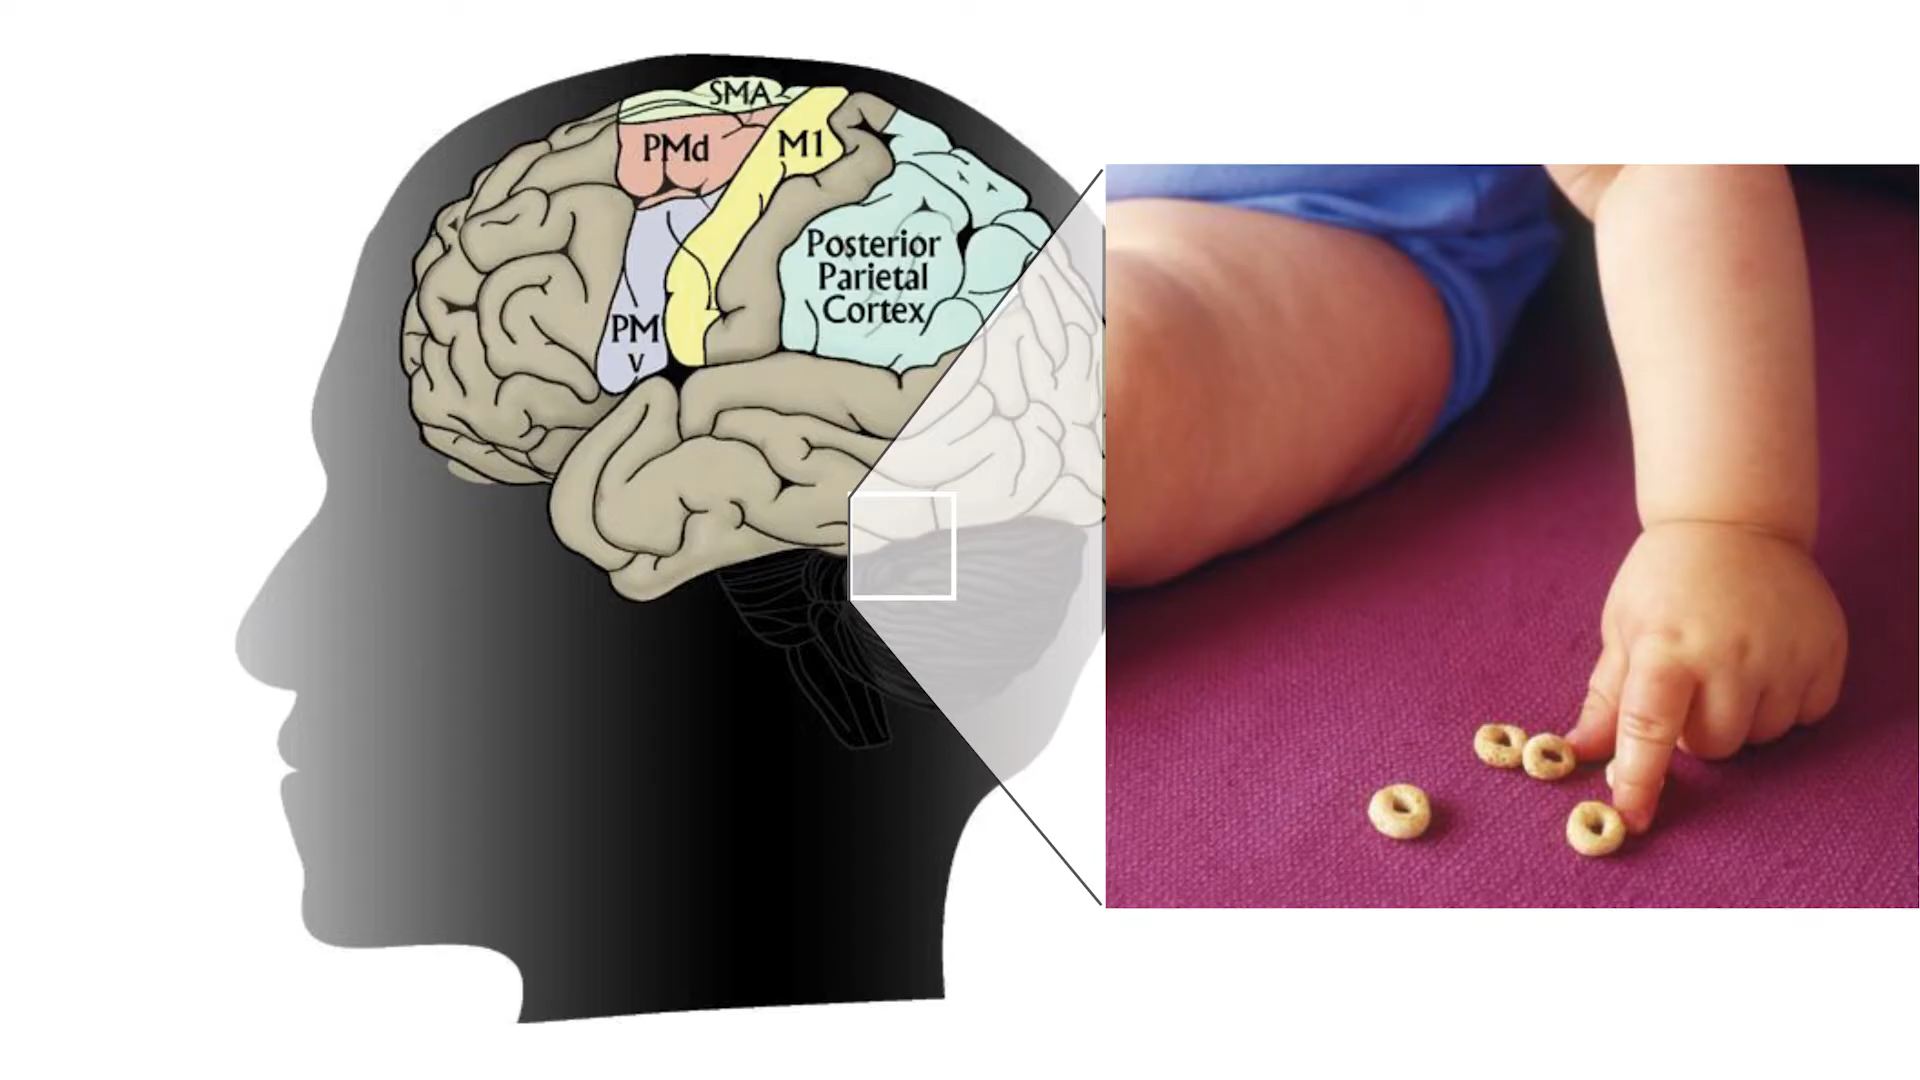 SMA
PMd
M1
Posterior
Parietal
Cortex
PM
v